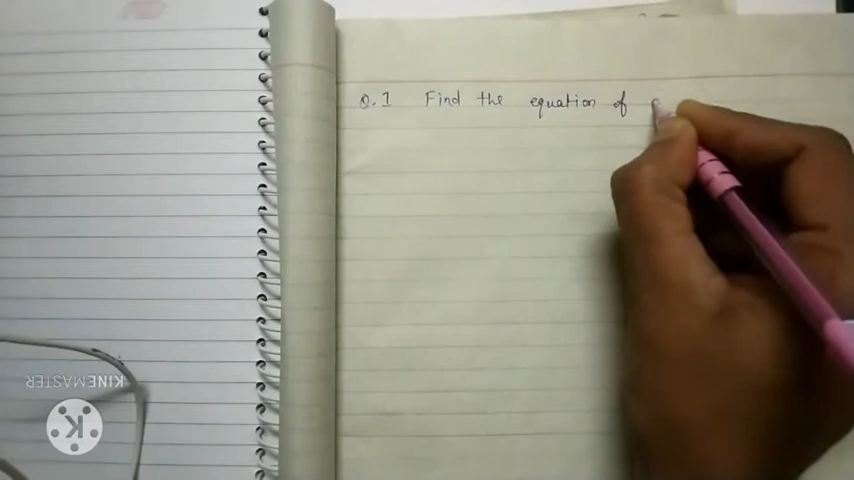 Q.1 Find the equation of
KINEMASTER